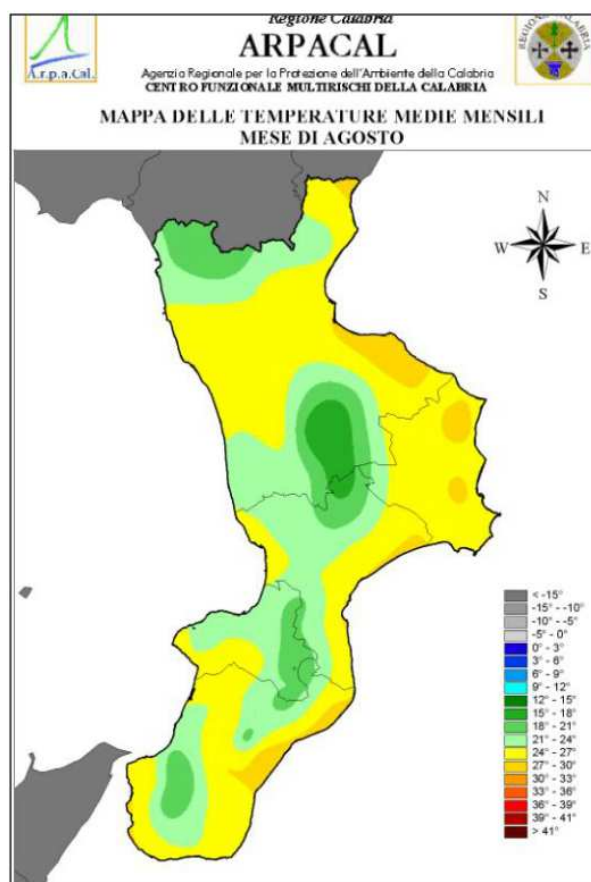 Regione Calabria
ARPACAL
Agenzia Regionale per la Protezione dell'Ambiente della Calabria
CENTRO FUNZIONALE MULTIRISCHI DELLA CALABRIA
A.r.p.a.Cal.
REGIONE CALABRIA
MAPPA DELLE TEMPERATURE MEDIE MENSILI
MESE DI AGOSTO
N
W E
S
< -15°
-15° - -10°
-10° - -5°
-5° - 0°
0° - 3°
3° - 6°
6° - 9°
9° - 12°
12° - 15°
15° - 18°
18° - 21°
21° - 24°
24° - 27°
27° - 30°
30° - 33°
33° - 36°
36° - 39°
39° - 41°
> 41°